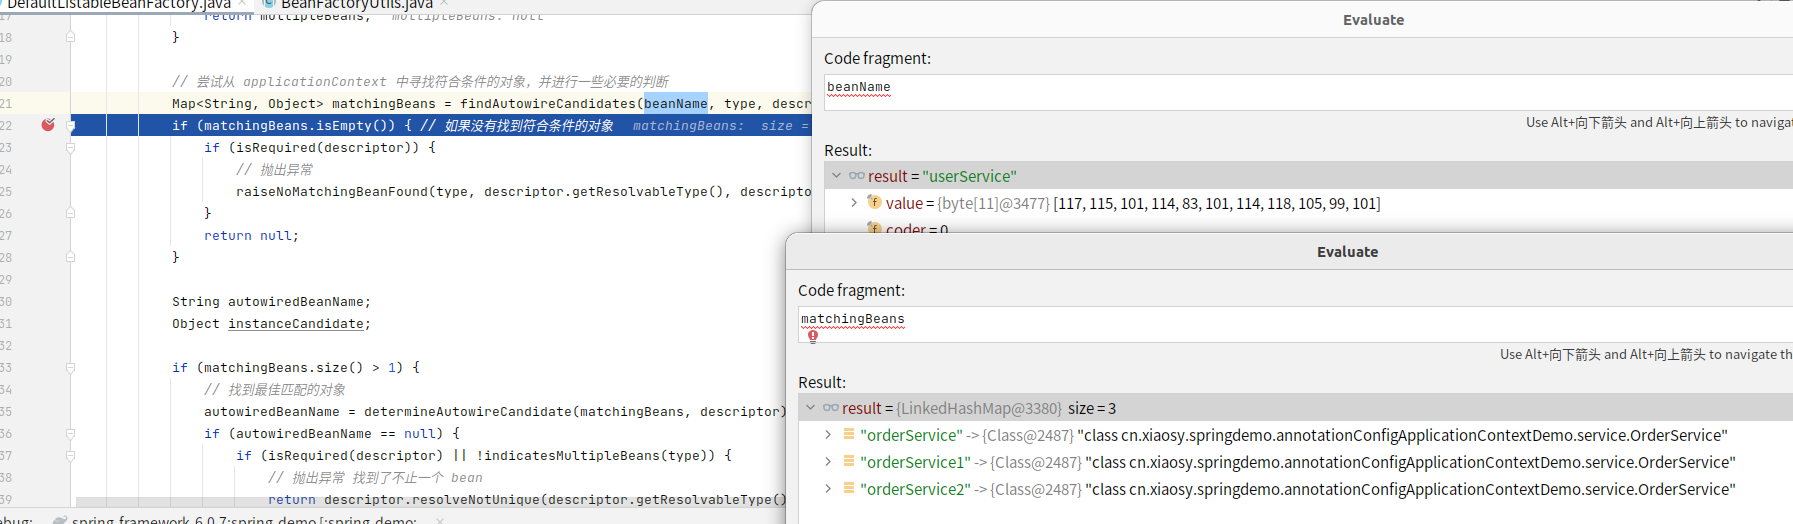 DefaultListableBeanFactory.java
BeanFactoryUtils.java
17 return multipleBeans; multipleBeans: null
18 }
19
20 // 尝试从 applicationContext 中寻找符合条件的对象，并进行一些必要的判断
21 Map<String, Object> matchingBeans = findAutowireCandidates(beanName, type, descr
22 if (matchingBeans.isEmpty()) { // 如果没有找到符合条件的对象 matchingBeans: size =
23 if (isRequired(descriptor)) {
24 // 抛出异常
25 raiseNoMatchingBeanFound(type, descriptor.getResolvableType(), descripto
26 }
27 return null;
28 }
29
30 String autowiredBeanName;
31 Object instanceCandidate;
32
33 if (matchingBeans.size() > 1) {
34 // 找到最佳匹配的对象
35 autowiredBeanName = determineAutowireCandidate(matchingBeans, descriptor)
36 if (autowiredBeanName == null) {
37 if (isRequired(descriptor) || !indicatesMultipleBeans(type)) {
38 // 抛出异常 找到了不止一个 bean
39 return descriptor.resolveNotUnique(descriptor.getResolvableType()
ebug: spring-framework-6.0.7:spring-demo [:spring-demo:
Evaluate
Code fragment:
beanName
Use Alt+向下箭头 and Alt+向上箭头 to navigat
Result:
result = "userService"
value = {byte[11]@3477} [117, 115, 101, 114, 83, 101, 114, 118, 105, 99, 101]
coder = 0
Evaluate
Code fragment:
matchingBeans
Use Alt+向下箭头 and Alt+向上箭头 to navigate th
Result:
result = {LinkedHashMap@3380} size = 3
"orderService" -> {Class@2487} "class cn.xiaosy.springdemo.annotationConfigApplicationContextDemo.service.OrderService"
"orderService1" -> {Class@2487} "class cn.xiaosy.springdemo.annotationConfigApplicationContextDemo.service.OrderService"
"orderService2" -> {Class@2487} "class cn.xiaosy.springdemo.annotationConfigApplicationContextDemo.service.OrderService"